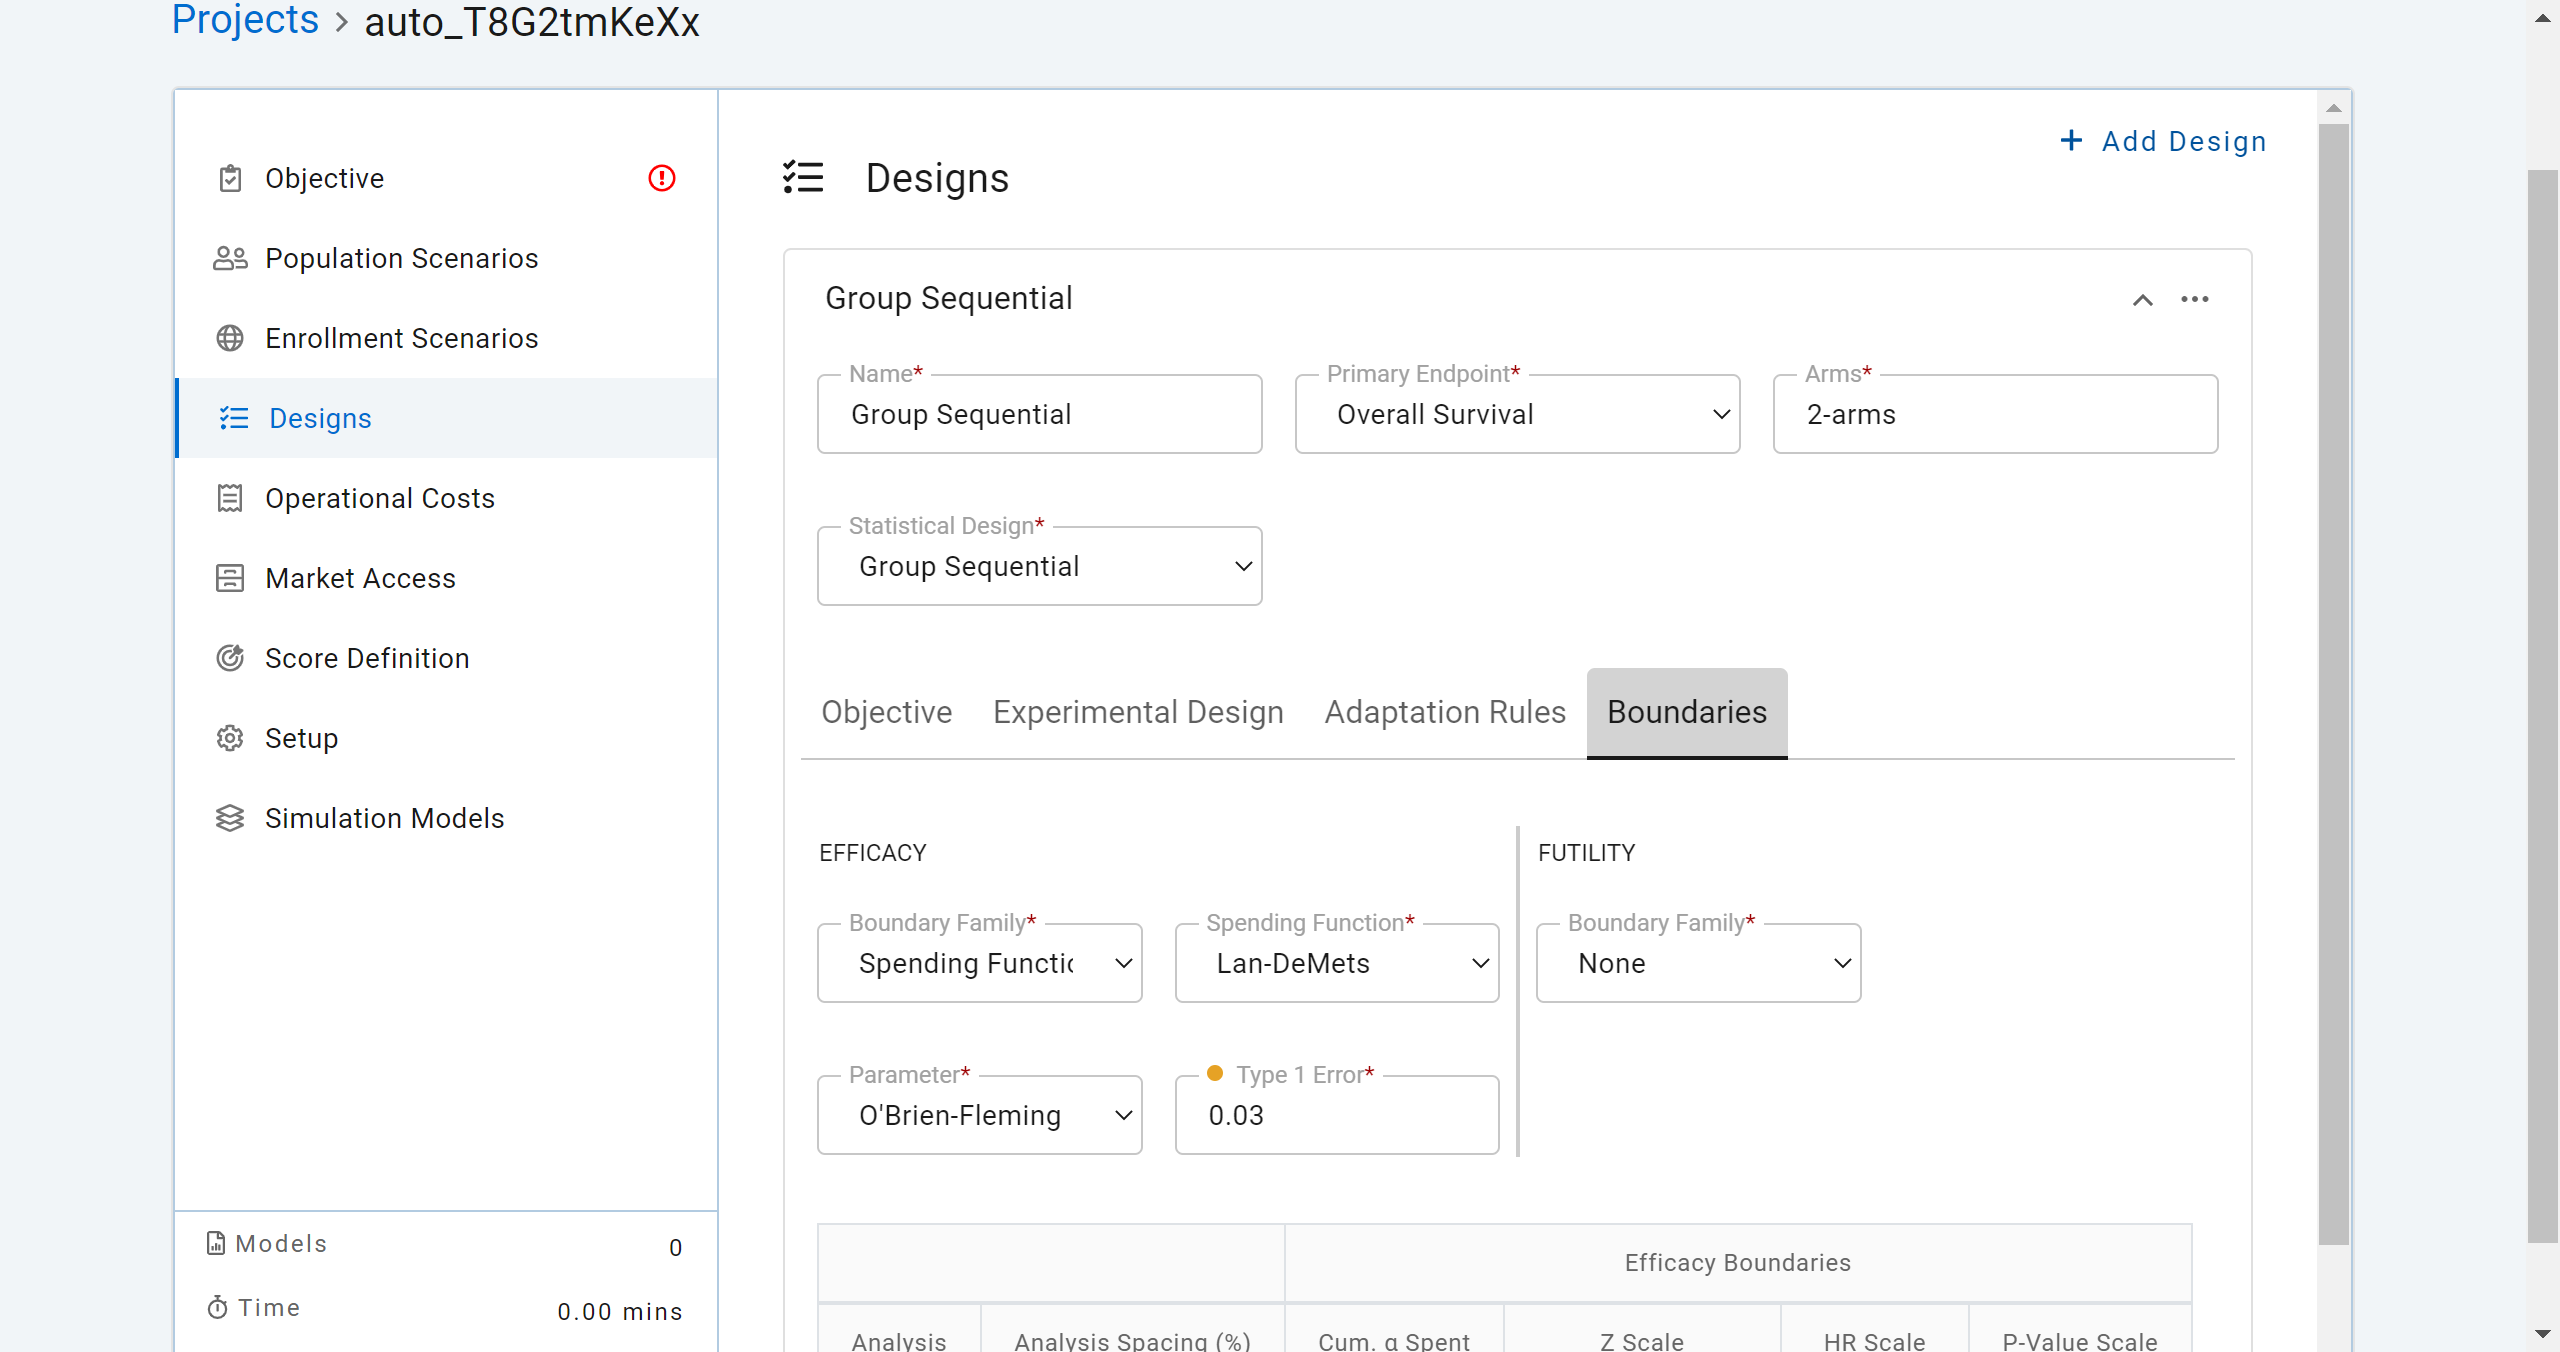 Projects > auto_T8G2tmKeXx
Objective
Population Scenarios
Enrollment Scenarios
Designs
Operational Costs
Market Access
Score Definition
Setup
Simulation Models
Models 0
Time 0.00 mins
+ Add Design
Designs
Group Sequential
Name* Primary Endpoint* Arms*
Group Sequential Overall Survival 2-arms
Statistical Design*
Group Sequential
Objective Experimental Design Adaptation Rules Boundaries
EFFICACY FUTILITY
Boundary Family* Spending Function* Boundary Family*
Spending Functic Lan-DeMets None
Parameter* Type 1 Error*
O'Brien-Fleming 0.03
Efficacy Boundaries
Analysis Analysis Spacing (%) Cum. α Spent Z Scale HR Scale P-Value Scale